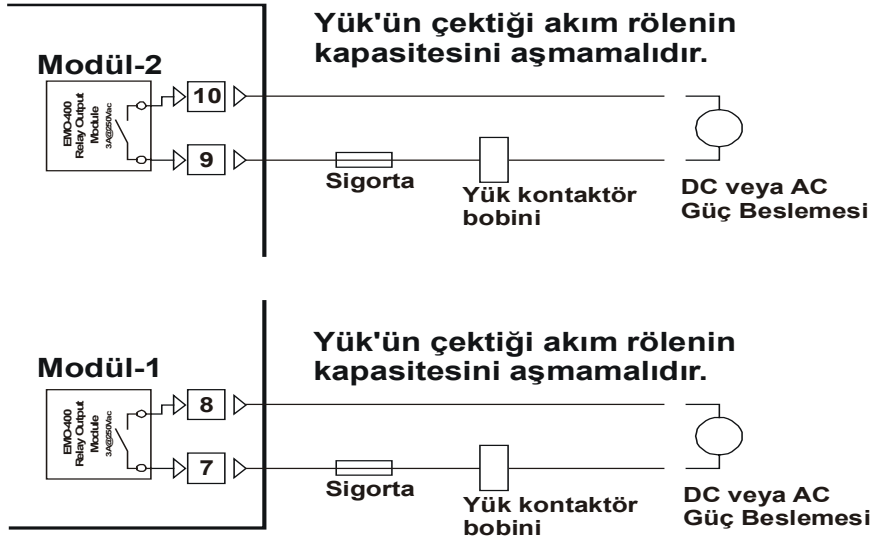 Yük'ün çektiği akım rölenin
kapasitesini aşmamalıdır.
Modül-2
EMO-400
Relay Output
Module
3A@250Vac
10
9
Sigorta
Yük kontaktör
bobini
DC veya AC
Güç Beslemesi
Yük'ün çektiği akım rölenin
kapasitesini aşmamalıdır.
Modül-1
EMO-400
Relay Output
Module
3A@250Vac
8
7
Sigorta
Yük kontaktör
bobini
DC veya AC
Güç Beslemesi